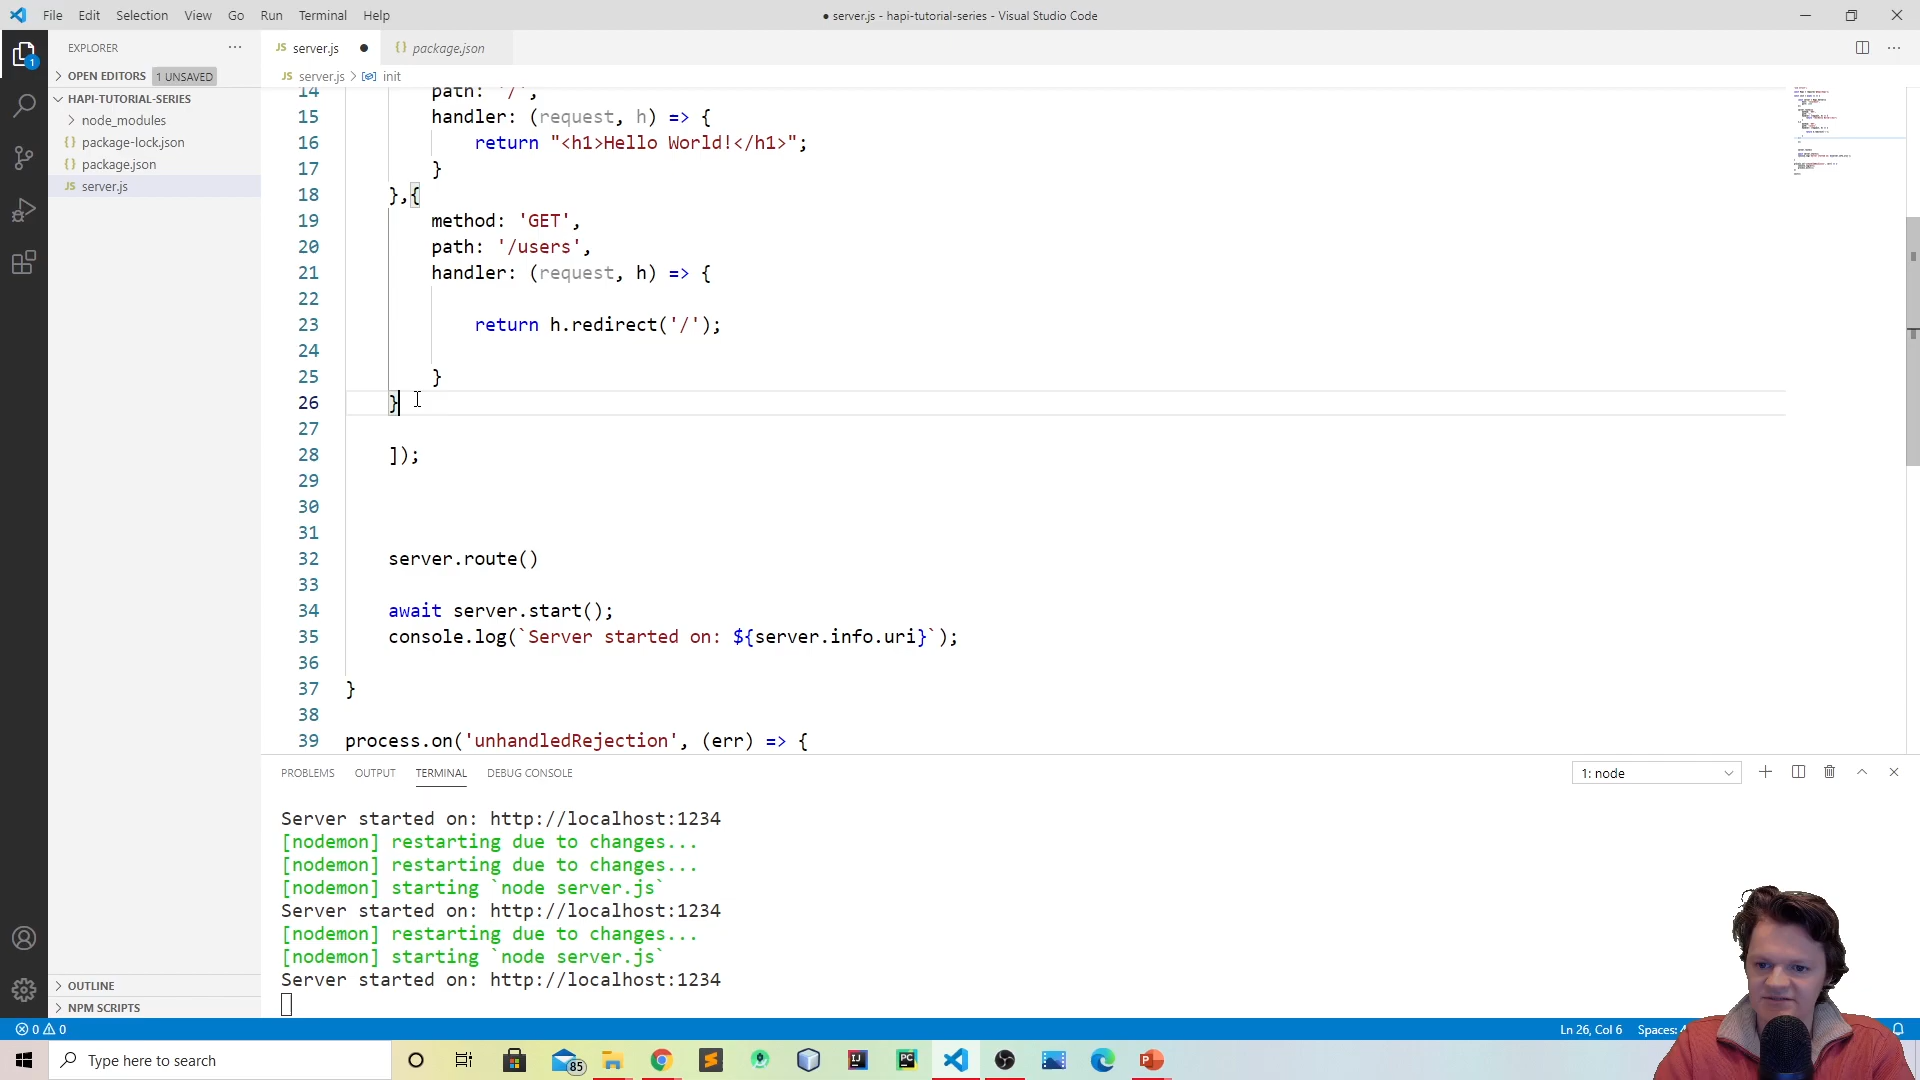 File Edit Selection View Go Run Terminal Help
● server.js - hapi-tutorial-series - Visual Studio Code
EXPLORER
OPEN EDITORS 1 UNSAVED
HAPI-TUTORIAL-SERIES
node_modules
{} package-lock.json
{} package.json
JS server.js
OUTLINE
NPM SCRIPTS
1
JS server.js ● {} package.json
JS server.js > init
14 path: '/',
15 handler: (request, h) => {
16 return "<h1>Hello World!</h1>";
17 }
18 },{
19 method: 'GET',
20 path: '/users',
21 handler: (request, h) => {
22
23 return h.redirect('/');
24
25 }
26 }
27
28 ]);
29
30
31
32 server.route()
33
34 await server.start();
35 console.log(`Server started on: ${server.info.uri}`);
36
37 }
38
39 process.on('unhandledRejection', (err) => {
PROBLEMS OUTPUT TERMINAL DEBUG CONSOLE
1: node
Server started on: http://localhost:1234
[nodemon] restarting due to changes...
[nodemon] restarting due to changes...
[nodemon] starting `node server.js`
Server started on: http://localhost:1234
[nodemon] restarting due to changes...
[nodemon] starting `node server.js`
Server started on: http://localhost:1234
0 0
Ln 26, Col 6 Spaces:
Type here to search
85